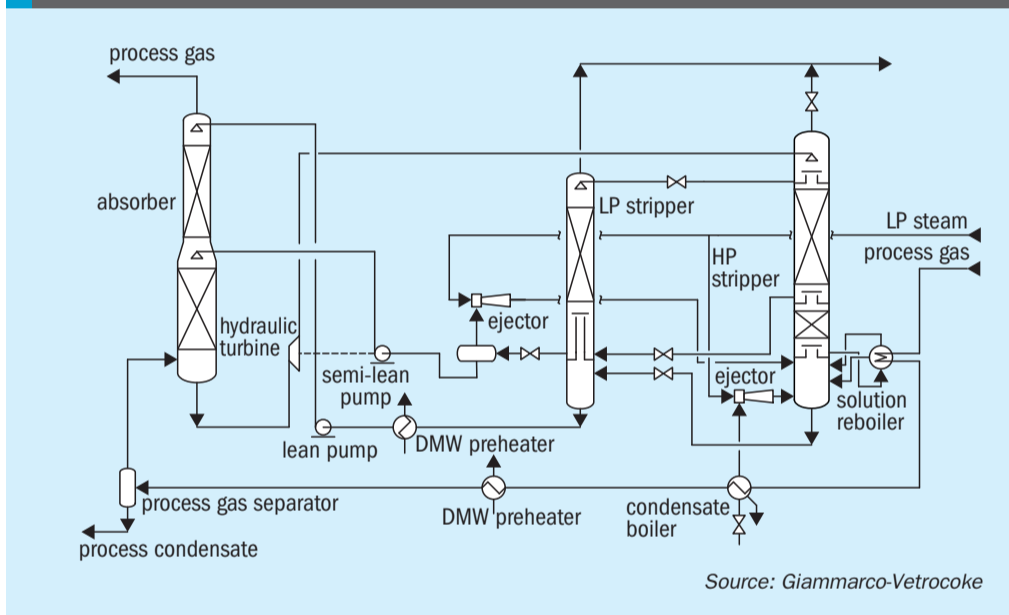 process gas
absorber
LP stripper
LP steam
process gas
HP
stripper
ejector
hydraulic
turbine
semi-lean
pump
ejector
solution
reboiler
lean pump
DMW preheater
process gas separator
DMW preheater
condensate
boiler
process condensate
Source: Giammarco-Vetrocoke